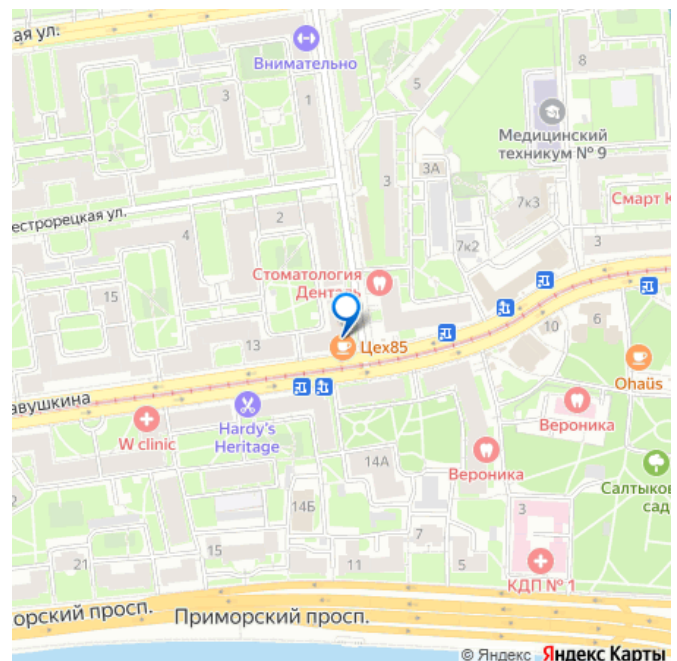 ая ул.
Внимательно
8
5
3
1
Медицинский
техникум № 9
3А
3
7к3
Смарт К
естрорецкая ул.
2
4
7к2
3
Стоматология
Денталь
15
13
10
6
Цех85
Ohaüs
авушкина
W clinic
Hardy's
Heritage
Вероника
14А
Вероника
Салтыков
сад
2
14Б
3
7
15
21
11
5
КДП № 1
орский просп.
Приморский просп.
© Яндекс Яндекс Карты